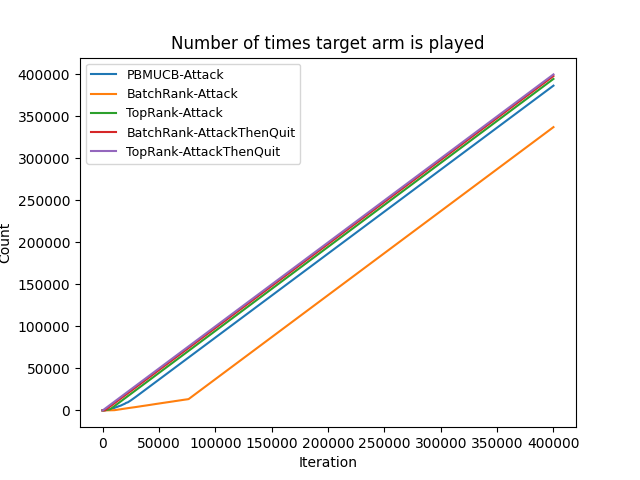 Number of times target arm is played
400000
350000
300000
250000
200000
150000
100000
50000
0
Count
PBMUCB-Attack
BatchRank-Attack
TopRank-Attack
BatchRank-AttackThenQuit
TopRank-AttackThenQuit
0 50000 100000 150000 200000 250000 300000 350000 400000
Iteration